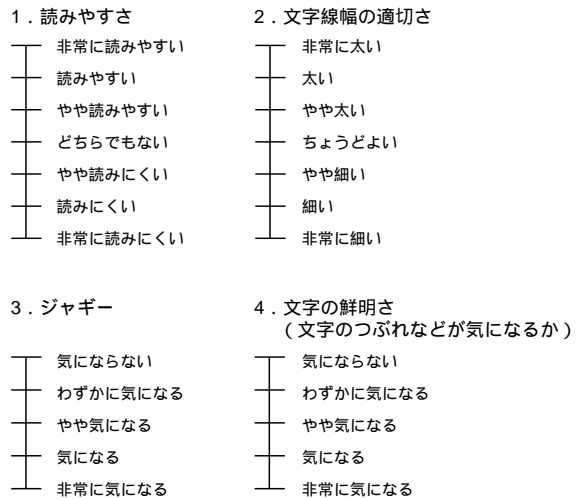 1．読みやすさ
非常に読みやすい
読みやすい
やや読みやすい
どちらでもない
やや読みにくい
読みにくい
非常に読みにくい
2．文字線幅の適切さ
非常に太い
太い
やや太い
ちょうどよい
やや細い
細い
非常に細い
3．ジャギー
気にならない
わずかに気になる
やや気になる
気になる
非常に気になる
4．文字の鮮明さ
（文字のつぶれなどが気になるか）
気にならない
わずかに気になる
やや気になる
気になる
非常に気になる